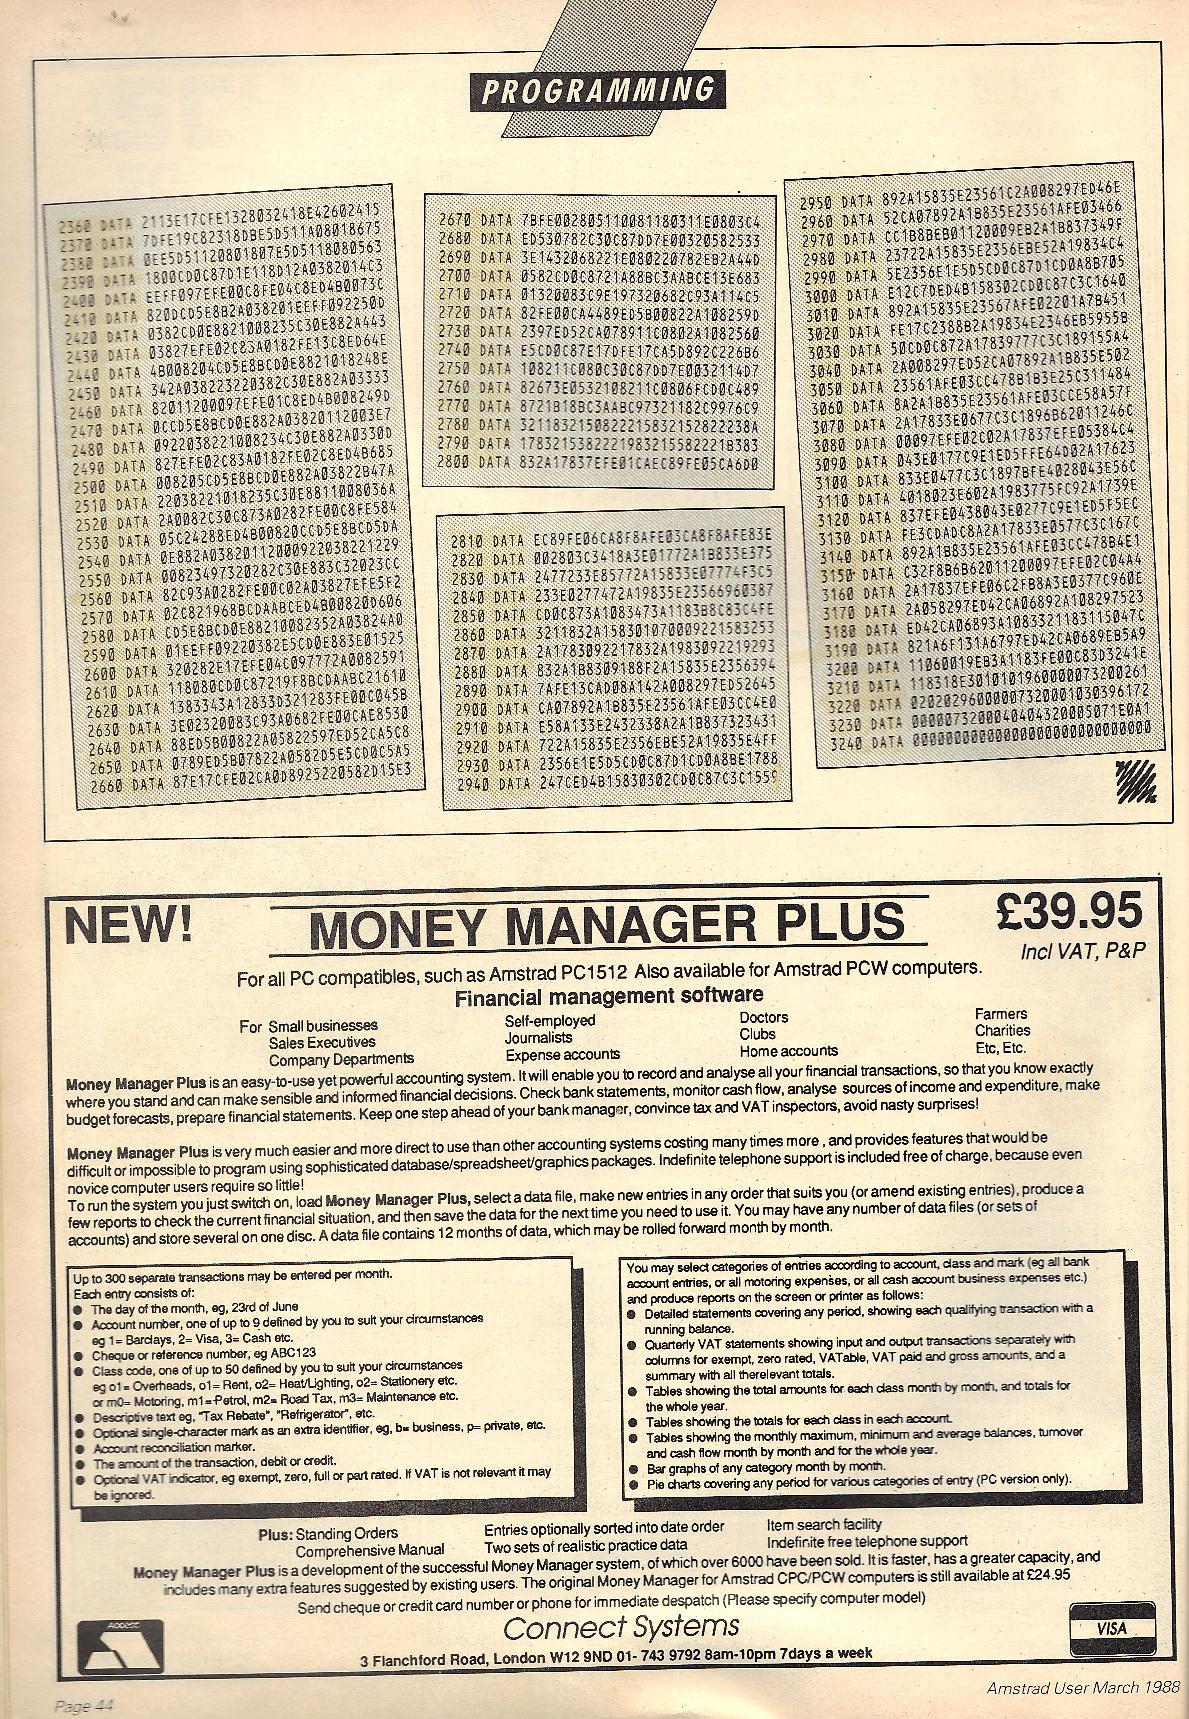 PROGRAMMING
2360 DATA 2113E17CFE1328032418E42602415
2370 DATA 7DFE19C82318DBE5D511A08018675
2380 DATA 0EE5D51120801807E5D5118080563
2390 DATA 1800CD0C87D1E118D12A0382014C3
2400 DATA EEFF097EFE00C8FE04C8ED4B0073C
2410 DATA 820DCD5E8B2A038201EEFF092250D
2420 DATA 0382CD0E8821008235C30E882A443
2430 DATA 03827EFE02C83A0182FE13C8ED64E
2440 DATA 4B008204CD5E8BCD0E8821018248E
2450 DATA 342A038223220382C30E882A03333
2460 DATA 82011200097EFE01C8ED4B008249D
2470 DATA 0CCD5E8BCD0E882A0382011200​3E7
2480 DATA 092203822100823​4C30E882A0330D
2490 DATA 827EFE02C83A0182FE02C8ED4B685
2500 DATA 008205CD5E8BCD0E882A03822B47A
2510 DATA 22038221018235C30E8811008036A
2520 DATA 2A0082C30C873A0282FE00C8FE584
2530 DATA 05C24288ED4B00820CCD5E8BCD5DA
2540 DATA 0E882A0382011200092203822​1229
2550 DATA 00823497320282C30E883C32023CC
2560 DATA 82C93A0282FE00C02A03827EFE5F2
2570 DATA 02C821968BCDAABCED4B00820D606
2580 DATA CD5E8BCD0E88210082352A03824A0
2590 DATA 01EEFF09220382E5CD0E883E01525
2600 DATA 320282E17EFE04C097772A0082591
2610 DATA 118080CD0C87219F8BCDAABC21610
2620 DATA 1383343A12833D321283FE00C045B
2630 DATA 3E02320083C93A0682FE00CAE8530
2640 DATA 88ED5B00822A05822597ED52CA5C8
2650 DATA 0789ED5B07822A0582D5E5CD0C5A5
2660 DATA 87E17CFE02CA0D8925220582D15E3
2670 DATA 7BFE002805110081180311E0803C4
2680 DATA ED530782C30C87DD7E00320582533
2690 DATA 3E1432068221E080220782EB2A44D
2700 DATA 0582CD0C8721A88BC3AABCE13E683
2710 DATA 01320083C9E197320682C93A114C5
2720 DATA 82FE00CA4489ED5B00822A108259D
2730 DATA 2397ED52CA078911C0802A1082560
2740 DATA E5CD0C87E17DFE17CA5D892C226B6
2750 DATA 108211C080C30C87DD7E0032114D7
2760 DATA 82673E0532108211C0806FCD0C489
2770 DATA 8721B18BC3AABC97321182C9976C9
2780 DATA 321183215082221583215282223​8A
2790 DATA 178321538222198321558222​1B383
2800 DATA 832A17837EFE01CAEC89FE05CA6D0
2810 DATA EC89FE06CA8F8AFE03CA8F8AFE83E
2820 DATA 002803C3418A3E01772A1B833E375
2830 DATA 2477233E85772A15833E07774F3C5
2840 DATA 233E0277472A19835E23566960387
2850 DATA CD0C873A1083473A1183B8C83C4FE
2860 DATA 3211832A158301070009221583253
2870 DATA 2A1783092217832A1983092219293
2880 DATA 832A1B8309188F2A15835E2356394
2890 DATA 7AFE13CAD08A142A008297ED52645
2900 DATA CA07892A1B835E23561AFE03CC4E0
2910 DATA E58A133E2432338A2A1B837323431
2920 DATA 722A15835E2356EBE52A19835E4FF
2930 DATA 2356E1E5D5CD0C87D1CD0A8BE1788
2940 DATA 247CED4B15830302CD0C87C3C1559
2950 DATA 892A15835E23561C2A008297ED46E
2960 DATA 52CA07892A1B835E23561AFE03466
2970 DATA CC1B8BEB01120009EB2A1B837349F
2980 DATA 23722A15835E2356EBE52A19834C4
2990 DATA 5E2356E1E5D5CD0C87D1CD0A8B705
3000 DATA E12C7DED4B158302CD0C87C3C1640
3010 DATA 892A15835E23567AFE02201A7B451
3020 DATA FE17C2388B2A19834E2346EB5955B
3030 DATA 50CD0C872A17839777C3C189155A4
3040 DATA 2A008297ED52CA07892A1B835E502
3050 DATA 23561AFE03CC478B1B3E25C311484
3060 DATA 8A2A1B835E23561AFE03CCE58A57F
3070 DATA 2A17833E0677C3C1896B62011246C
3080 DATA 00097EFE02C02A17837EFE05384C4
3090 DATA 043E0177C9E1ED5FFE64D02A17623
3100 DATA 833E0477C3C1897BFE4028043E56C
3110 DATA 4018023E602A1983775FC92A1739E
3120 DATA 837EFE0438043E0277C9E1ED5F5EC
3130 DATA FE3CDADC8A2A17833E0577C3C167C
3140 DATA 892A1B835E23561AFE03CC478B4E1
3150 DATA C32F8B6B6201120009​7EFE02C04A4
3160 DATA 2A17837EFE06C2FB8A3E0377C960E
3170 DATA 2A058297ED42CA06892A108297523
3180 DATA ED42CA06893A1083321183115047C
3190 DATA 821A6F131A6797ED42CA0689EB5A9
3200 DATA 11060019EB3A1183FE00C83D3241E
3210 DATA 118318E3010101960000073200261
3220 DATA 0202029600000732000103039​6172
3230 DATA 00000732000404043200050​71E0A1
3240 DATA 00000000000000000000000000000
NEW!
MONEY MANAGER PLUS
£39.95
Incl VAT, P&P
For all PC compatibles, such as Amstrad PC1512 Also available for Amstrad PCW computers.
Financial management software
For Small businesses Self-employed Doctors Farmers
Sales Executives Journalists Clubs Charities
Company Departments Expense accounts Home accounts Etc, Etc.
Money Manager Plus is an easy-to-use yet powerful accounting system. It will enable you to record and analyse all your financial transactions, so that you know exactly
where you stand and can make sensible and informed financial decisions. Check bank statements, monitor cash flow, analyse sources of income and expenditure, make
budget forecasts, prepare financial statements. Keep one step ahead of your bank manager, convince tax and VAT inspectors, avoid nasty surprises!
Money Manager Plus is very much easier and more direct to use than other accounting systems costing many times more , and provides features that would be
difficult or impossible to program using sophisticated database/spreadsheet/graphics packages. Indefinite telephone support is included free of charge, because even
novice computer users require so little!
To run the system you just switch on, load Money Manager Plus, select a data file, make new entries in any order that suits you (or amend existing entries), produce a
few reports to check the current financial situation, and then save the data for the next time you need to use it. You may have any number of data files (or sets of
accounts) and store several on one disc. A data file contains 12 months of data, which may be rolled forward month by month.
Up to 300 separate transactions may be entered per month.
Each entry consists of:
● The day of the month, eg, 23rd of June
● Account number, one of up to 9 defined by you to suit your circumstances
eg 1= Barclays, 2= Visa, 3= Cash etc.
● Cheque or reference number, eg ABC123
● Class code, one of up to 50 defined by you to suit your circumstances
eg o1= Overheads, o1= Rent, o2= Heat/Lighting, o2= Stationery etc.
or m0= Motoring, m1=Petrol, m2= Road Tax, m3= Maintenance etc.
● Descriptive text eg, "Tax Rebate", "Refrigerator", etc.
● Optional single-character mark as an extra identifier, eg, b= business, p= private, etc.
● Account reconciliation marker.
● The amount of the transaction, debit or credit.
● Optional VAT indicator, eg exempt, zero, full or part rated. If VAT is not relevant it may
be ignored.
You may select categories of entries according to account, class and mark (eg all bank
account entries, or all motoring expenses, or all cash account business expenses etc.)
and produce reports on the screen or printer as follows:
● Detailed statements covering any period, showing each qualifying transaction with a
running balance.
● Quarterly VAT statements showing input and output transactions separately with
columns for exempt, zero rated, VATable, VAT paid and gross amounts, and a
summary with all therelevant totals.
● Tables showing the total amounts for each class month by month, and totals for
the whole year.
● Tables showing the totals for each class in each account.
● Tables showing the monthly maximum, minimum and average balances, turnover
and cash flow month by month and for the whole year.
● Bar graphs of any category month by month.
● Pie charts covering any period for various categories of entry (PC version only).
Plus: Standing Orders Entries optionally sorted into date order Item search facility
Comprehensive Manual Two sets of realistic practice data Indefinite free telephone support
Money Manager Plus is a development of the successful Money Manager system, of which over 6000 have been sold. It is faster, has a greater capacity, and
includes many extra features suggested by existing users. The original Money Manager for Amstrad CPC/PCW computers is still available at £24.95
Send cheque or credit card number or phone for immediate despatch (Please specify computer model)
Access
Connect Systems
VISA
3 Flanchford Road, London W12 9ND 01- 743 9792 8am-10pm 7days a week
Amstrad User March 1988
Page 44